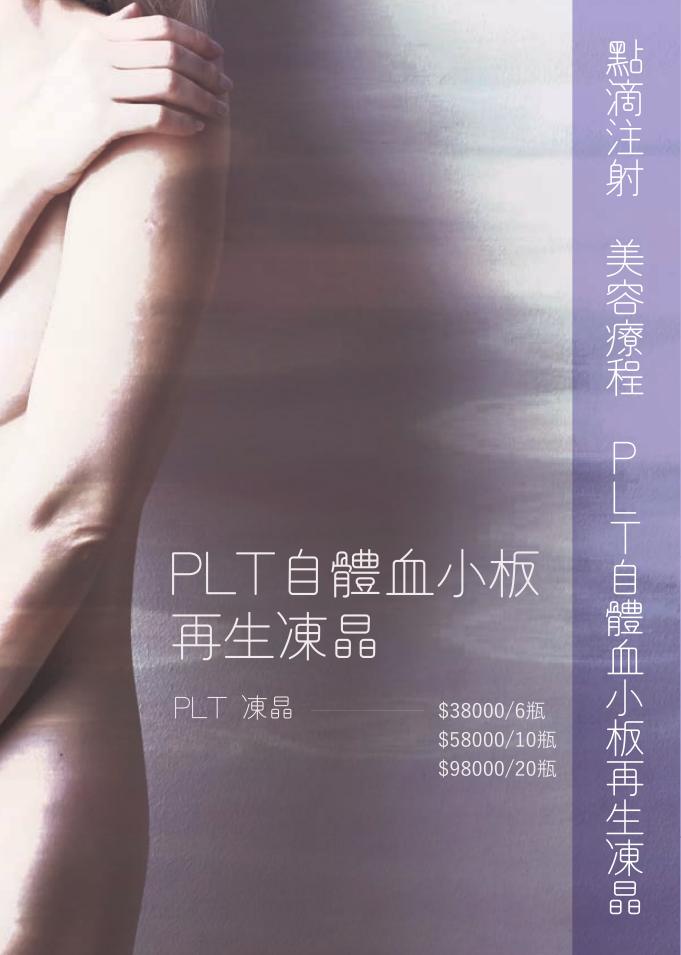 點滴注射 美容療程 PLT自體血小板再生凍晶
PLT自體血小板
再生凍晶
PLT 凍晶 $38000/6瓶
$58000/10瓶
$98000/20瓶